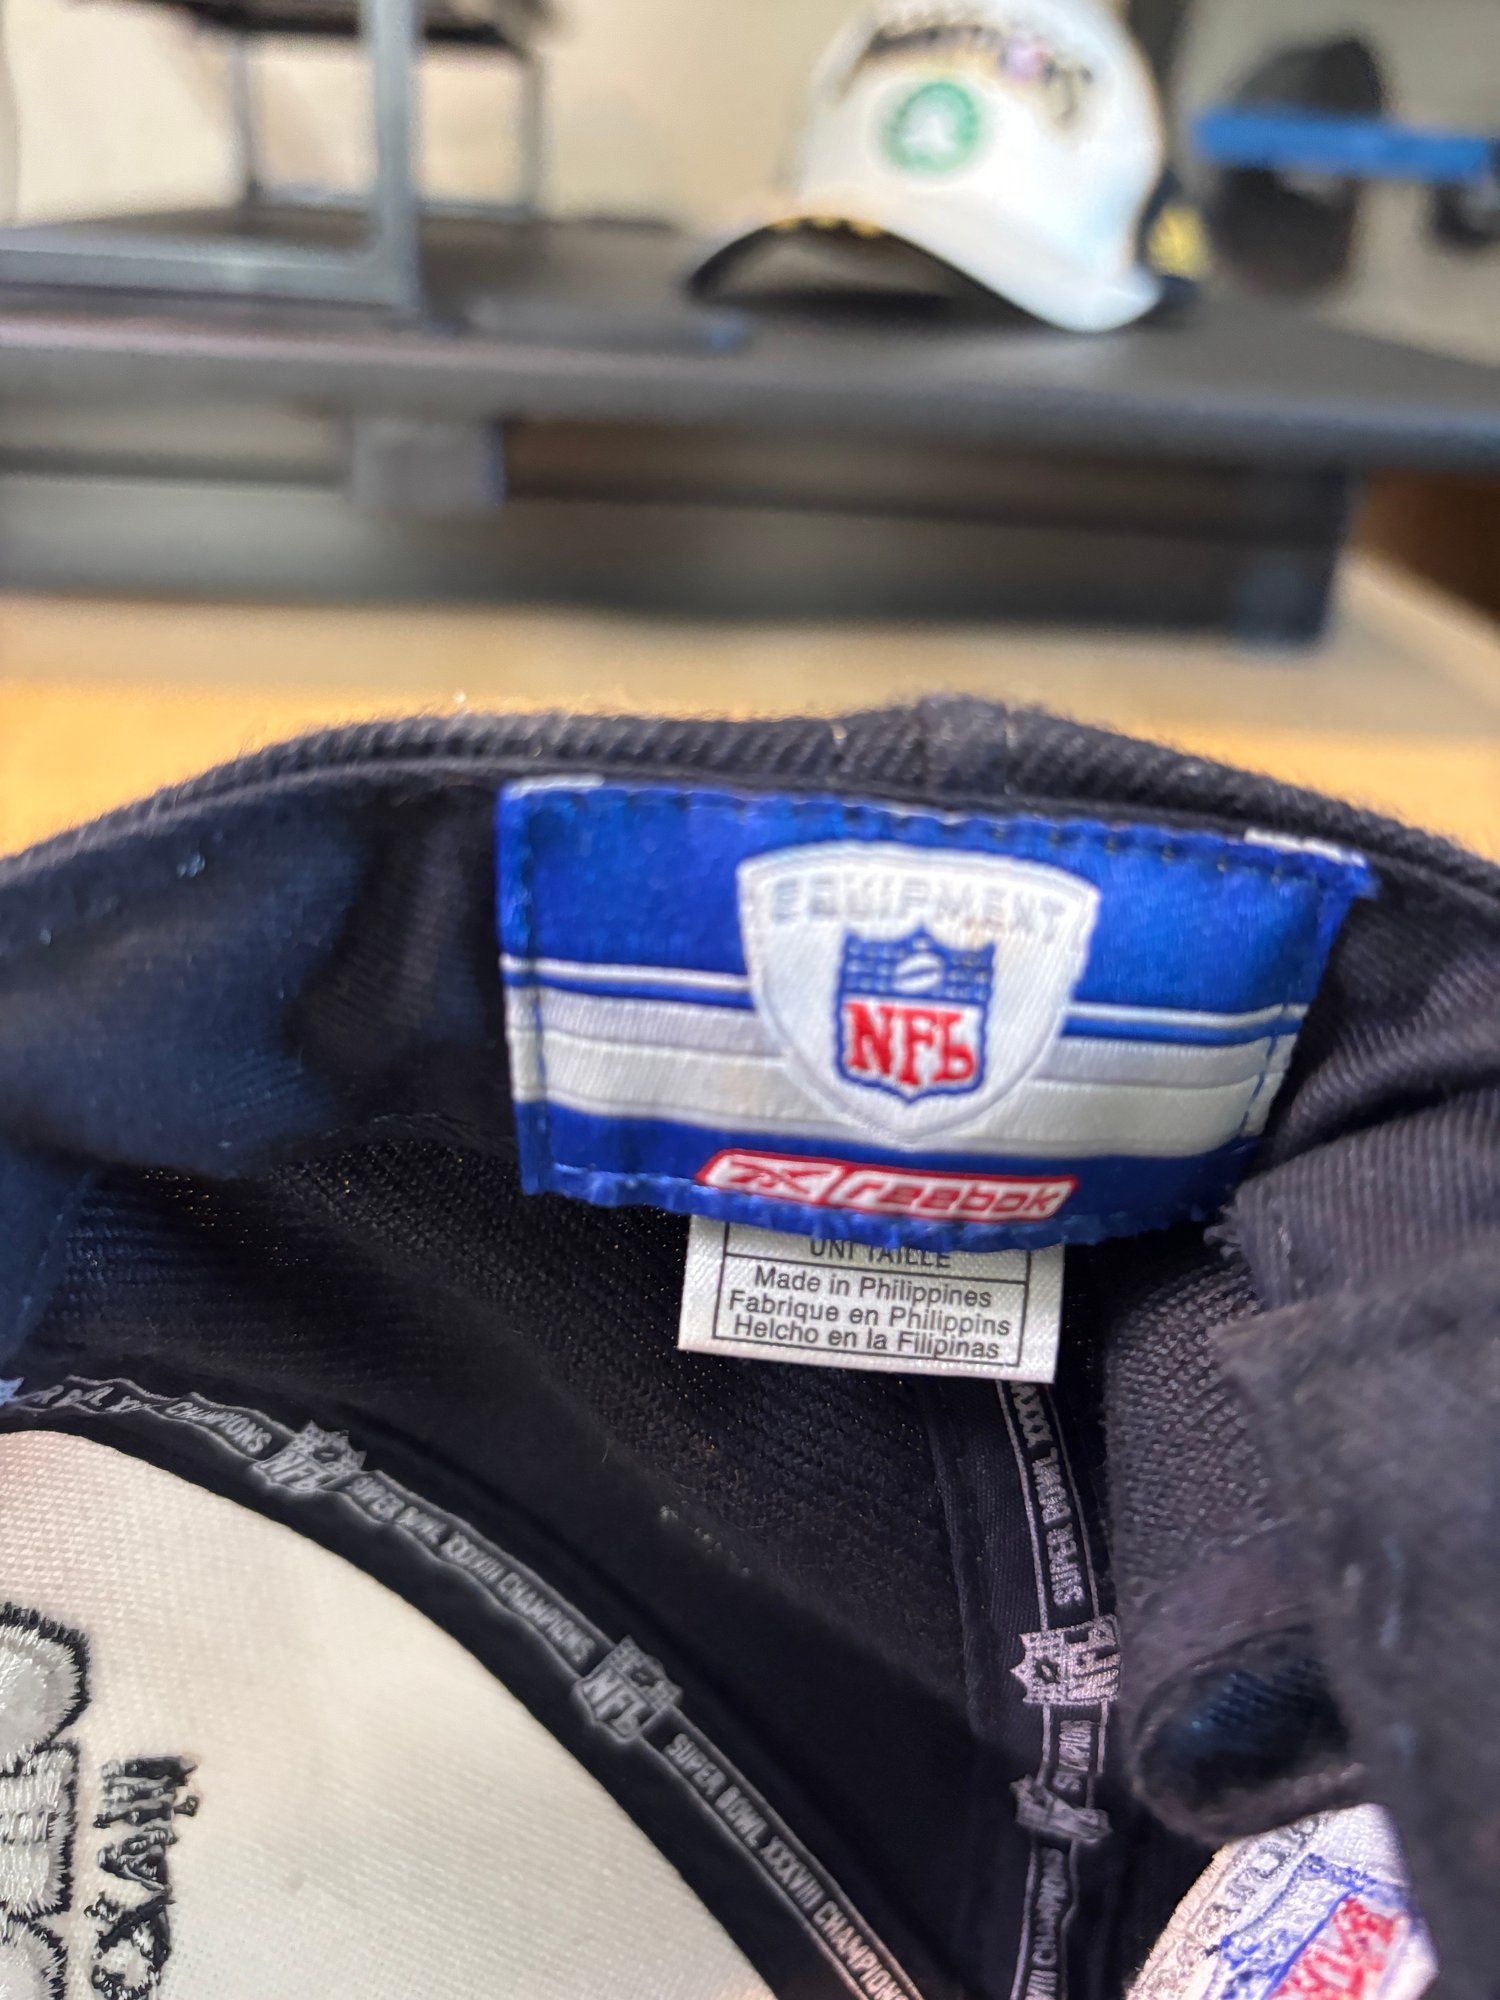 EQUIPMENT
NFL
reebok
UNI TAILLE
Made in Philippines
Fabrique en Philippins
Helcho en la Filipinas
CHAMPIONS
NFL
SUPER BOWL XXXVIII CHAMPIONS
NFL
SUPER BOWL XXXVIII CHAMPIONS
SUPER BOWL
NFL